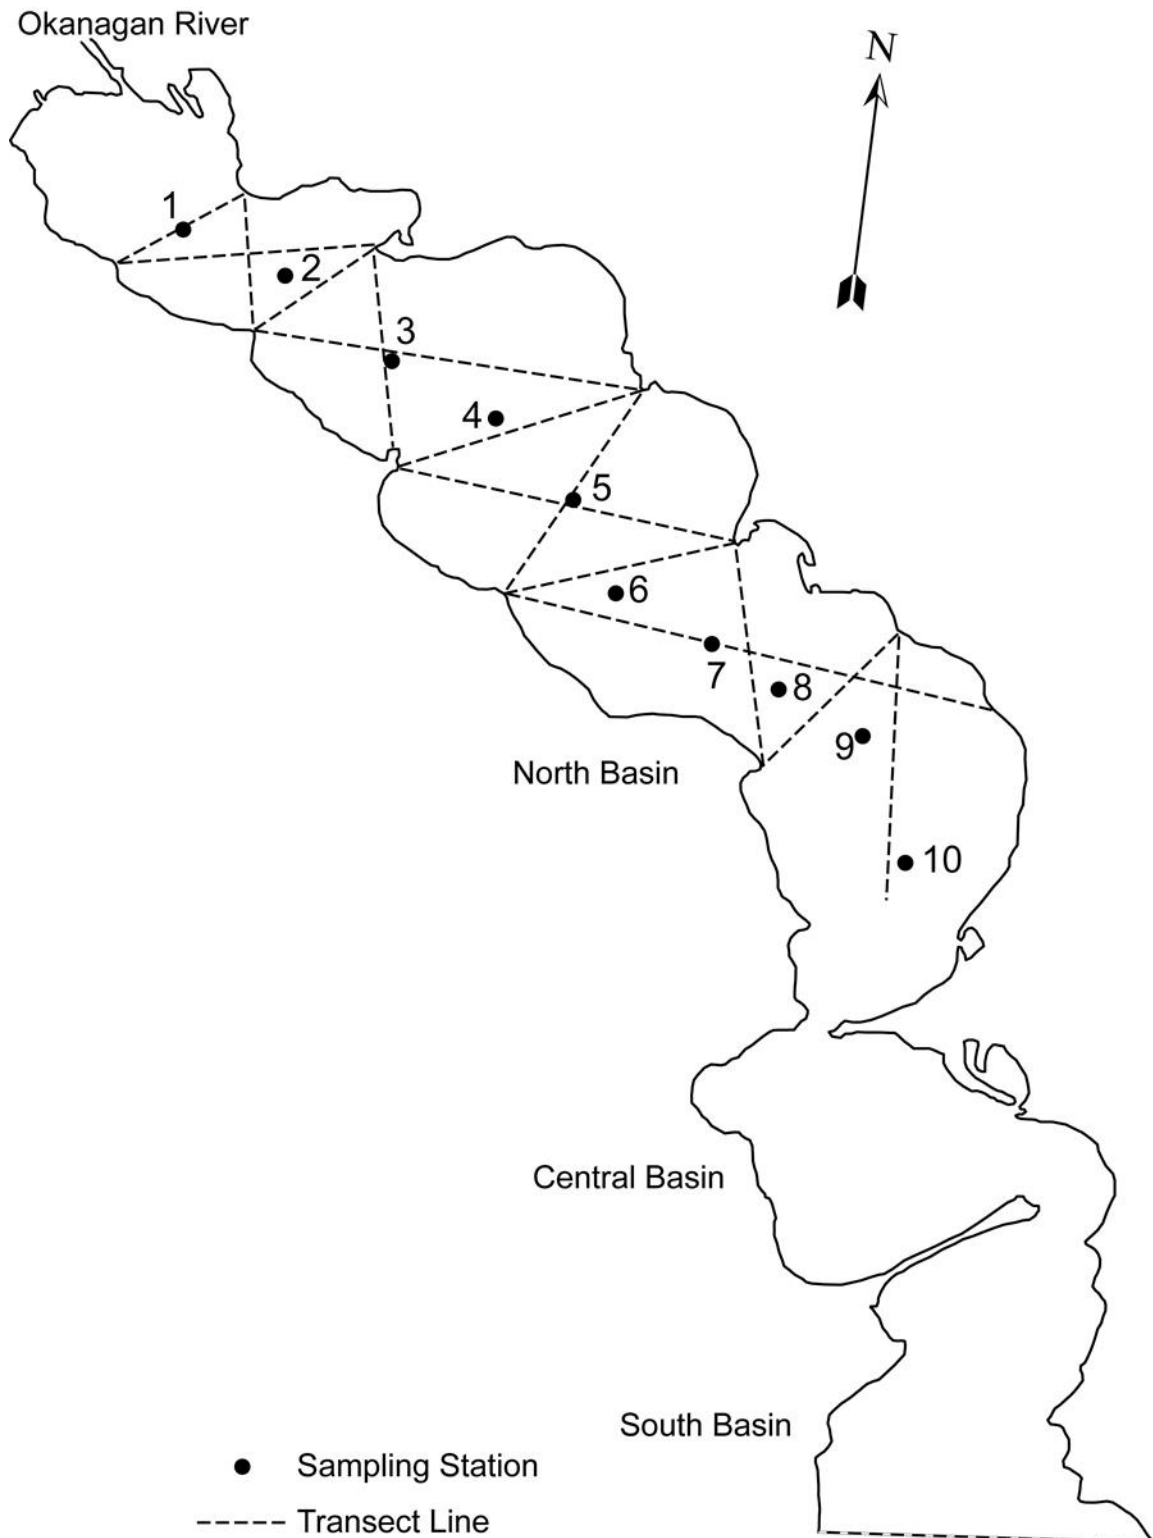 Okanagan River
N
1
2
3
4
5
6
7
8
9
10
North Basin
Central Basin
South Basin
Sampling Station
Transect Line